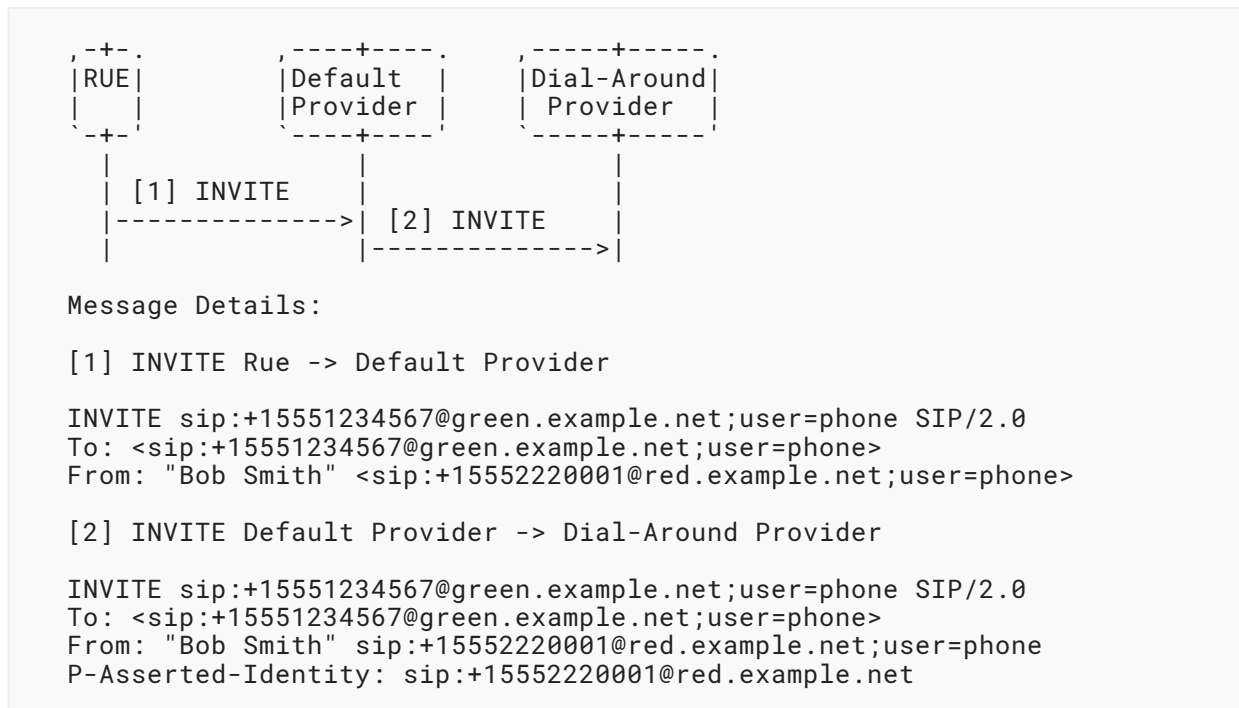 ,-+-.         ,----+----.    ,-----+-----.
|RUE|         |Default  |    |Dial-Around|
|   |         |Provider |    | Provider  |
`-+-'         `----+----'    `-----+-----'
  |                |               |
  | [1] INVITE     |               |
  |--------------->| [2] INVITE    |
  |                |-------------->|
Message Details:
[1] INVITE Rue -> Default Provider
INVITE sip:+15551234567@green.example.net;user=phone SIP/2.0
To: <sip:+15551234567@green.example.net;user=phone>
From: "Bob Smith" <sip:+15552220001@red.example.net;user=phone>
[2] INVITE Default Provider -> Dial-Around Provider
INVITE sip:+15551234567@green.example.net;user=phone SIP/2.0
To: <sip:+15551234567@green.example.net;user=phone>
From: "Bob Smith" sip:+15552220001@red.example.net;user=phone
P-Asserted-Identity: sip:+15552220001@red.example.net